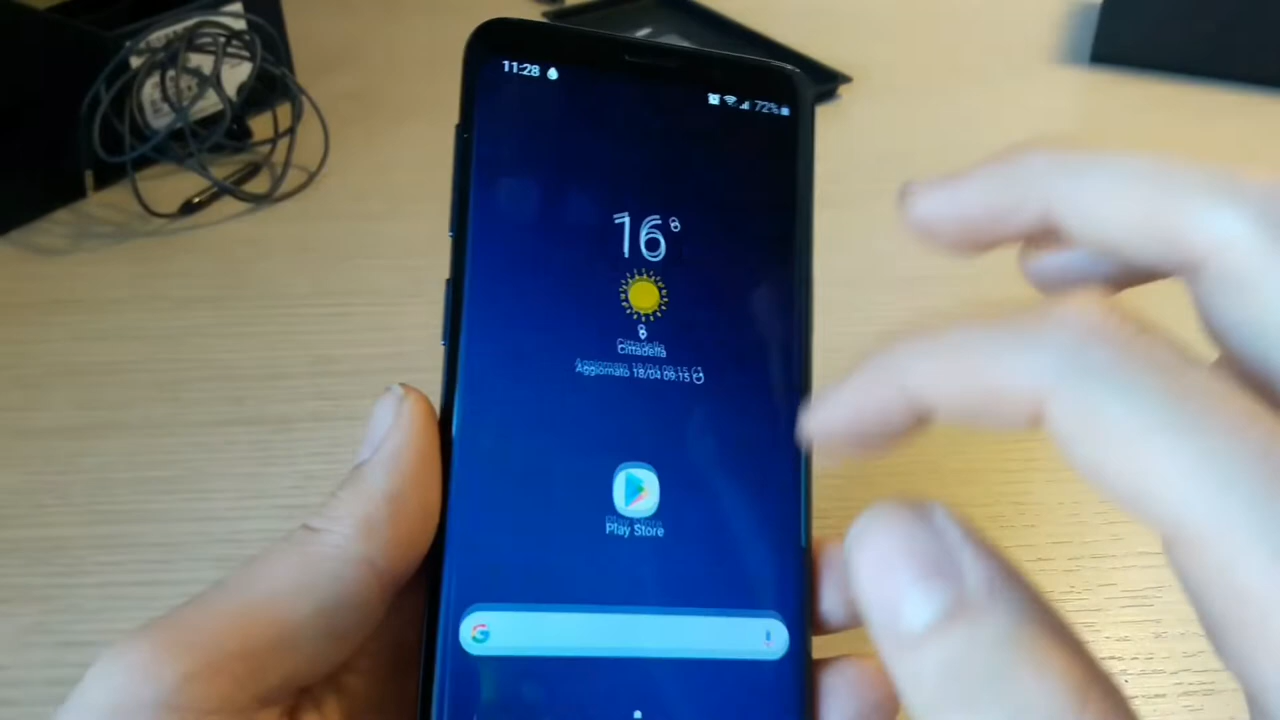 11:28
72%
16°
Cittadella
Aggiornato 18/04 09:15
Play Store